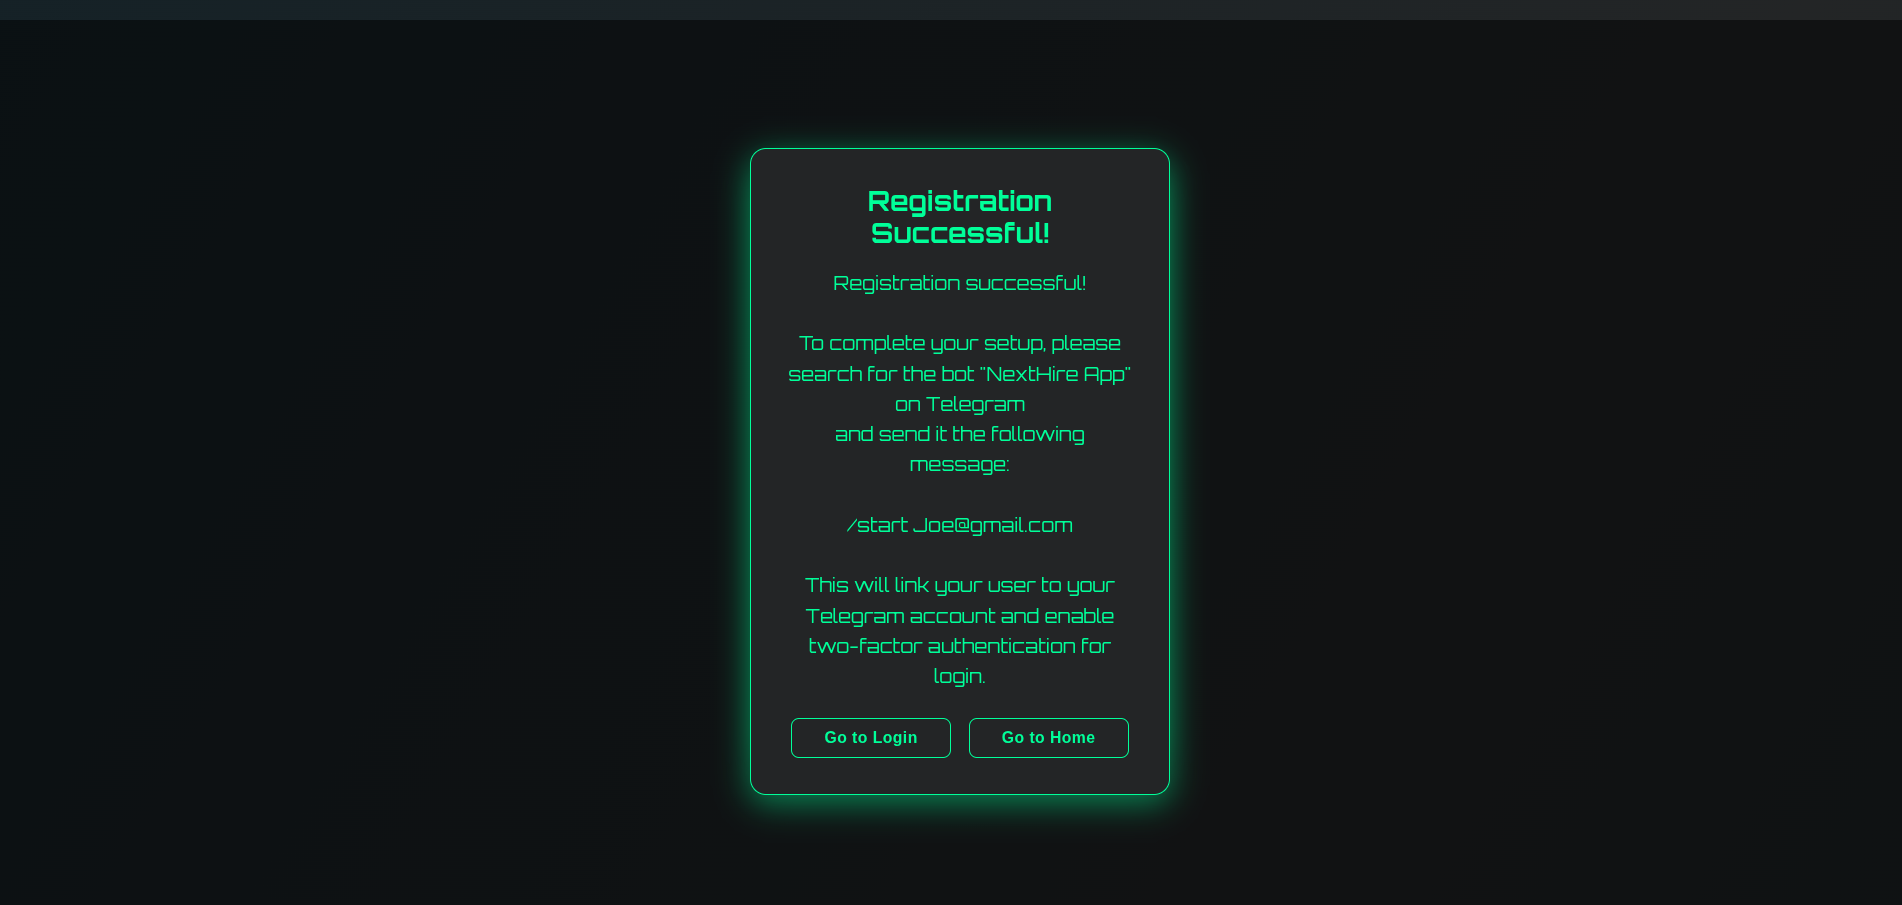 Registration
Successful!
Registration successful!
To complete your setup, please
search for the bot "NextHire App"
on Telegram
and send it the following
message:
/start Joe@gmail.com
This will link your user to your
Telegram account and enable
two-factor authentication for
login.
Go to Login
Go to Home